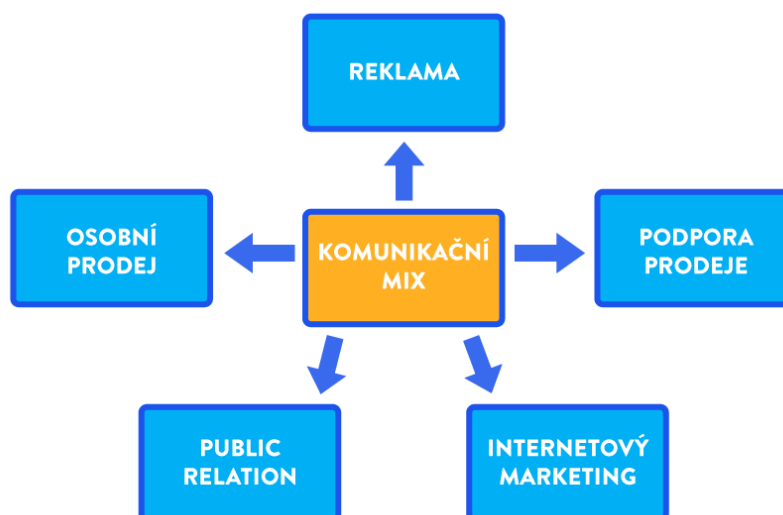 REKLAMA
OSOBNÍ
PRODEJ
KOMUNIKAČNÍ
MIX
PODPORA
PRODEJE
PUBLIC
RELATION
INTERNETOVÝ
MARKETING